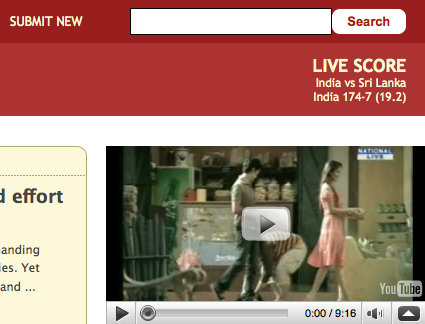 SUBMIT NEW
Search
LIVE SCORE
India vs Sri Lanka
India 174-7 (19.2)
d effort
anding
ies. Yet
and ...
NATIONAL
LIVE
YouTube
0:00 / 9:16